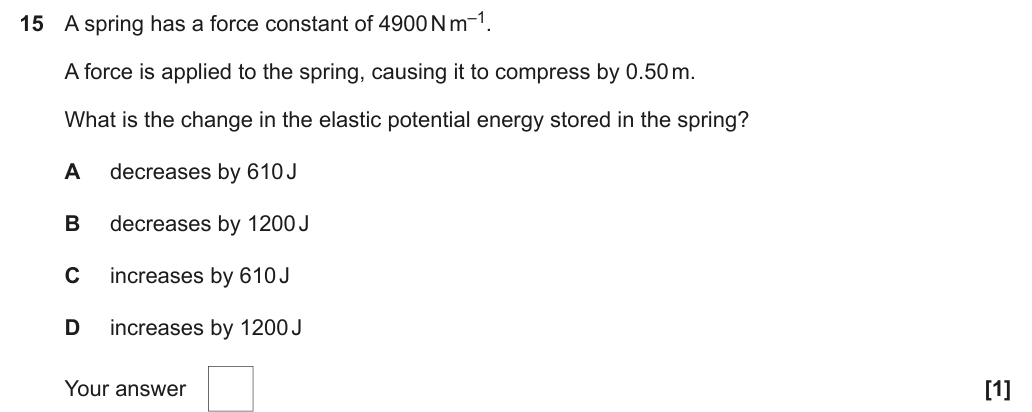 15 A spring has a force constant of 4900 N m⁻¹.
A force is applied to the spring, causing it to compress by 0.50 m.
What is the change in the elastic potential energy stored in the spring?
A decreases by 610 J
B decreases by 1200 J
C increases by 610 J
D increases by 1200 J
Your answer [1]